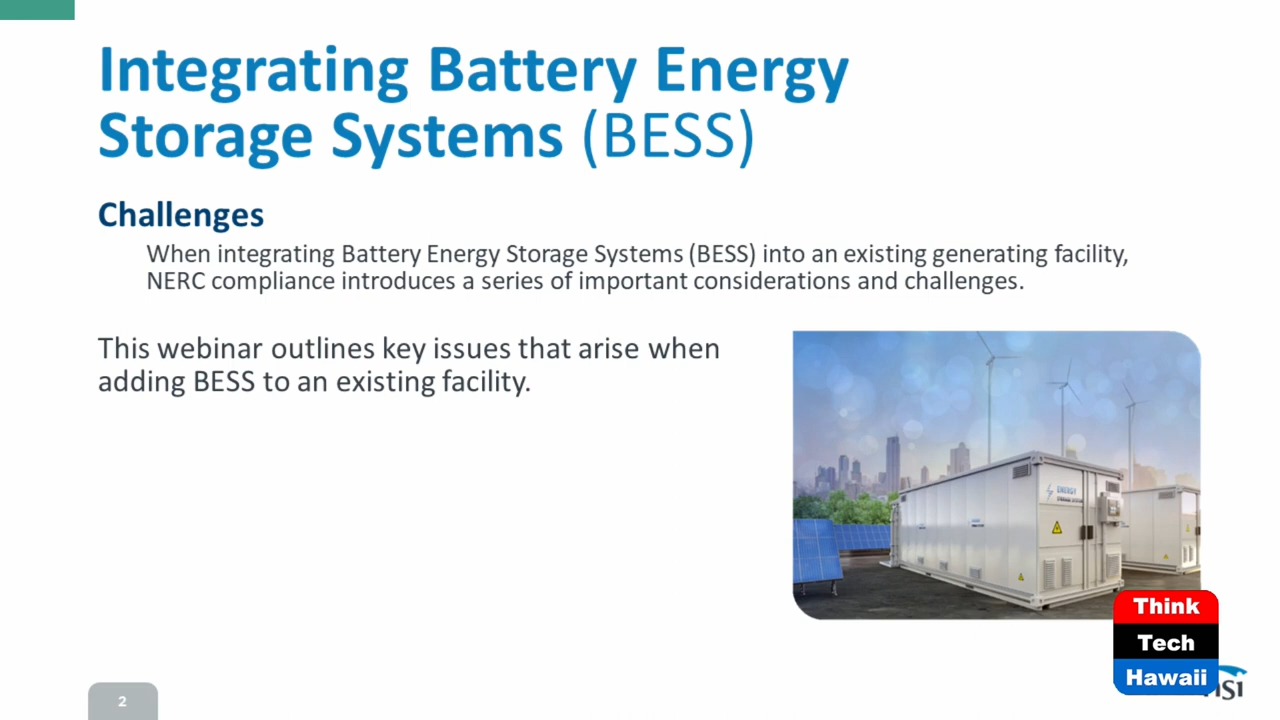 Integrating Battery Energy
Storage Systems (BESS)
Challenges
When integrating Battery Energy Storage Systems (BESS) into an existing generating facility,
NERC compliance introduces a series of important considerations and challenges.
This webinar outlines key issues that arise when
adding BESS to an existing facility.
ENERGY
Think
Tech
Hawaii
2